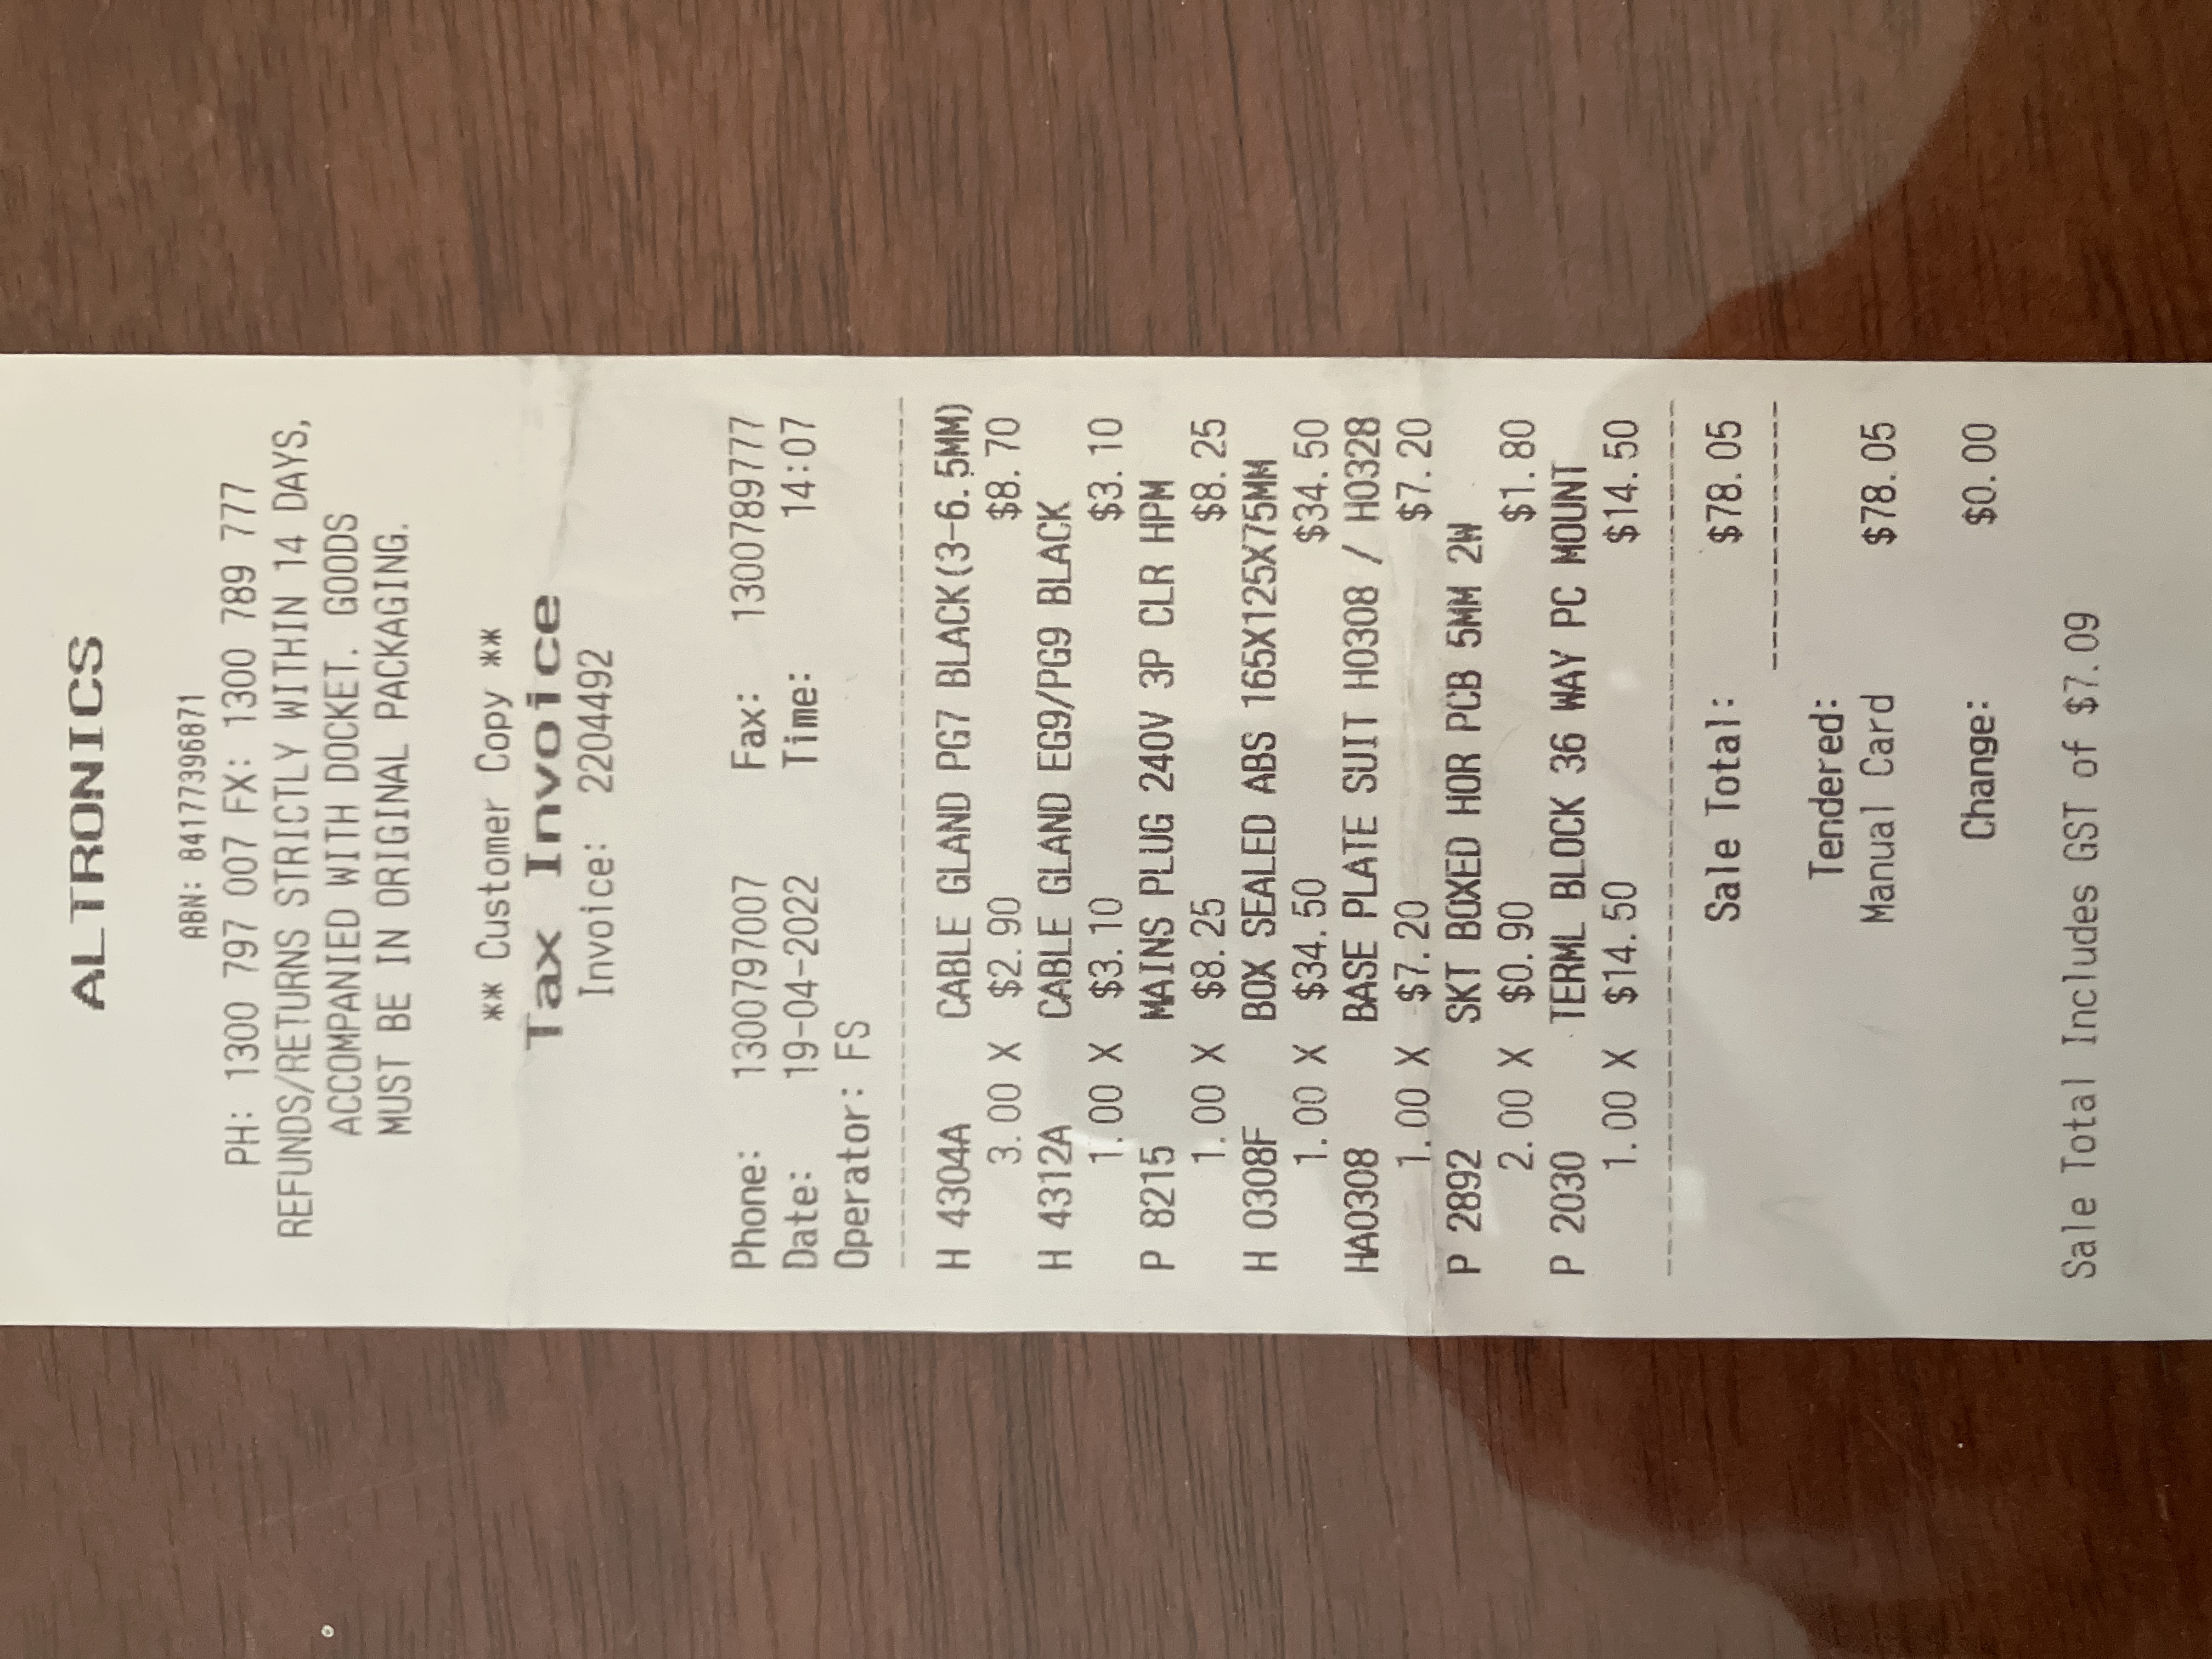 ALTRONICS
ABN: 84177396871
PH: 1300 797 007 FX: 1300 789 777
REFUNDS/RETURNS STRICTLY WITHIN 14 DAYS,
ACCOMPANIED WITH DOCKET. GOODS
MUST BE IN ORIGINAL PACKAGING.
** Customer Copy **
Tax Invoice
Invoice: 2204492
Phone: 1300797007 Fax: 1300789777
Date: 19-04-2022 Time: 14:07
Operator: FS
H 4304A CABLE GLAND PG7 BLACK(3-6.5MM)
3.00 X $2.90 $8.70
H 4312A CABLE GLAND EG9/PG9 BLACK
1.00 X $3.10 $3.10
P 8215 MAINS PLUG 240V 3P CLR HPM
1.00 X $8.25 $8.25
H 0308F BOX SEALED ABS 165X125X75MM
1.00 X $34.50 $34.50
HA0308 BASE PLATE SUIT H0308 / H0328
1.00 X $7.20 $7.20
P 2892 SKT BOXED HOR PCB 5MM 2W
2.00 X $0.90 $1.80
P 2030 TERML BLOCK 36 WAY PC MOUNT
1.00 X $14.50 $14.50
Sale Total: $78.05
Tendered:
Manual Card $78.05
Change: $0.00
Sale Total Includes GST of $7.09